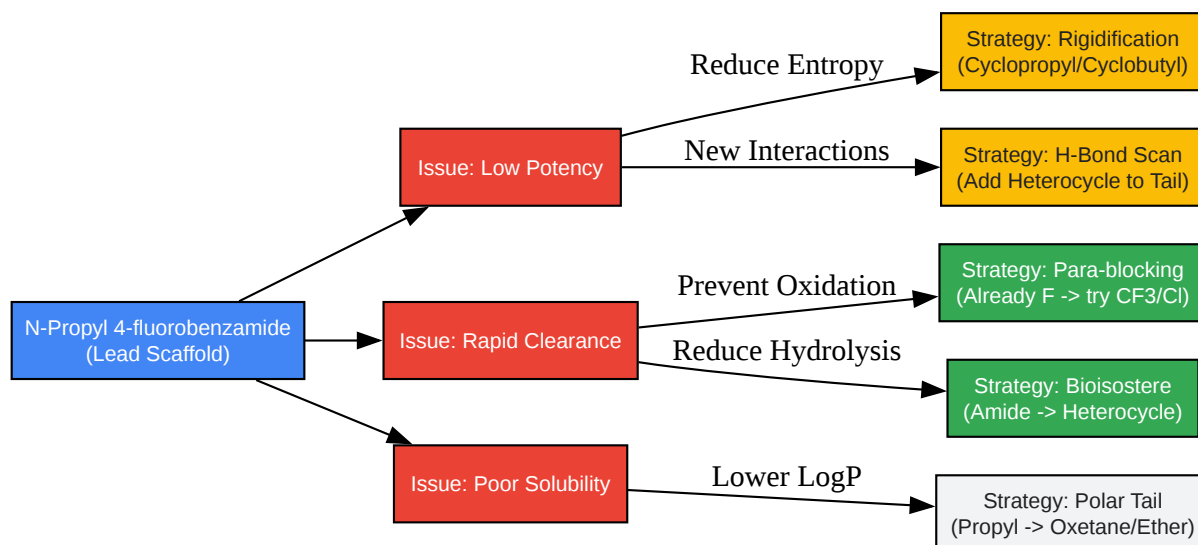 N-Propyl 4-fluorobenzamide
(Lead Scaffold)
Issue: Low Potency
Issue: Rapid Clearance
Issue: Poor Solubility
Reduce Entropy
New Interactions
Prevent Oxidation
Reduce Hydrolysis
Lower LogP
Strategy: Rigidification
(Cyclopropyl/Cyclobutyl)
Strategy: H-Bond Scan
(Add Heterocycle to Tail)
Strategy: Para-blocking
(Already F -> try CF3/Cl)
Strategy: Bioisostere
(Amide -> Heterocycle)
Strategy: Polar Tail
(Propyl -> Oxetane/Ether)